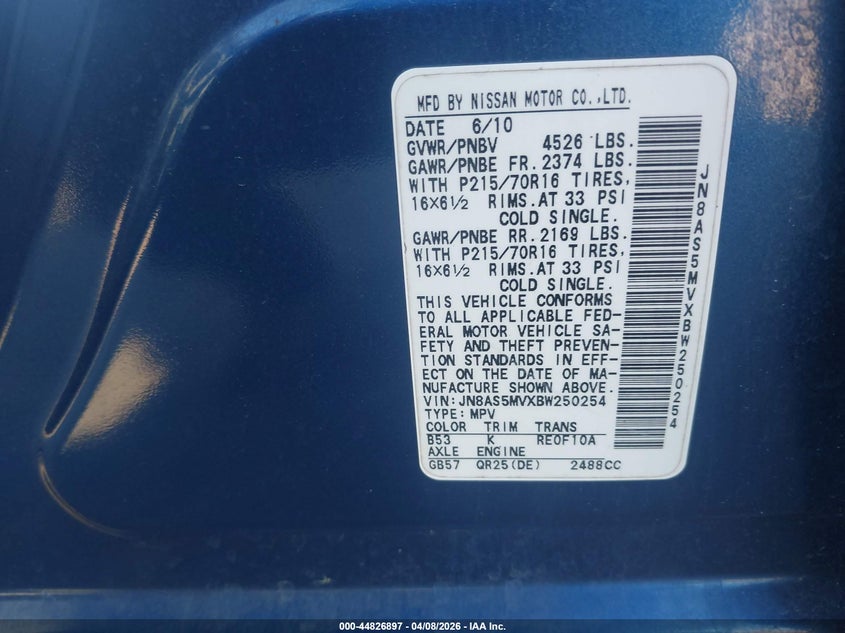 MFD BY NISSAN MOTOR CO.,LTD.
DATE 6/10
GVWR/PNBV 4526 LBS.
GAWR/PNBE FR. 2374 LBS.
WITH P215/70R16 TIRES,
16X6½ RIMS.AT 33 PSI
COLD SINGLE.
GAWR/PNBE RR. 2169 LBS.
WITH P215/70R16 TIRES,
16X6½ RIMS.AT 33 PSI
COLD SINGLE.
THIS VEHICLE CONFORMS
TO ALL APPLICABLE FED-
ERAL MOTOR VEHICLE SA-
FETY AND THEFT PREVEN-
TION STANDARDS IN EFF-
ECT ON THE DATE OF MA-
NUFACTURE SHOWN ABOVE.
VIN: JN8AS5MVXBW250254
TYPE: MPV
COLOR TRIM TRANS
B53 K RE0F10A
AXLE ENGINE
GB57 QR25(DE) 2488CC
JN8AS5MVXBW250254
000-44826897 - 04/08/2026 - IAA Inc.